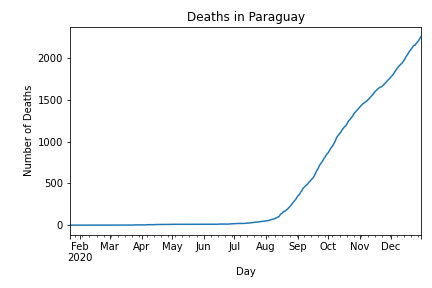 Deaths in Paraguay
Number of Deaths
2000
1500
1000
500
0
Feb Mar Apr May Jun Jul Aug Sep Oct Nov Dec
2020
Day